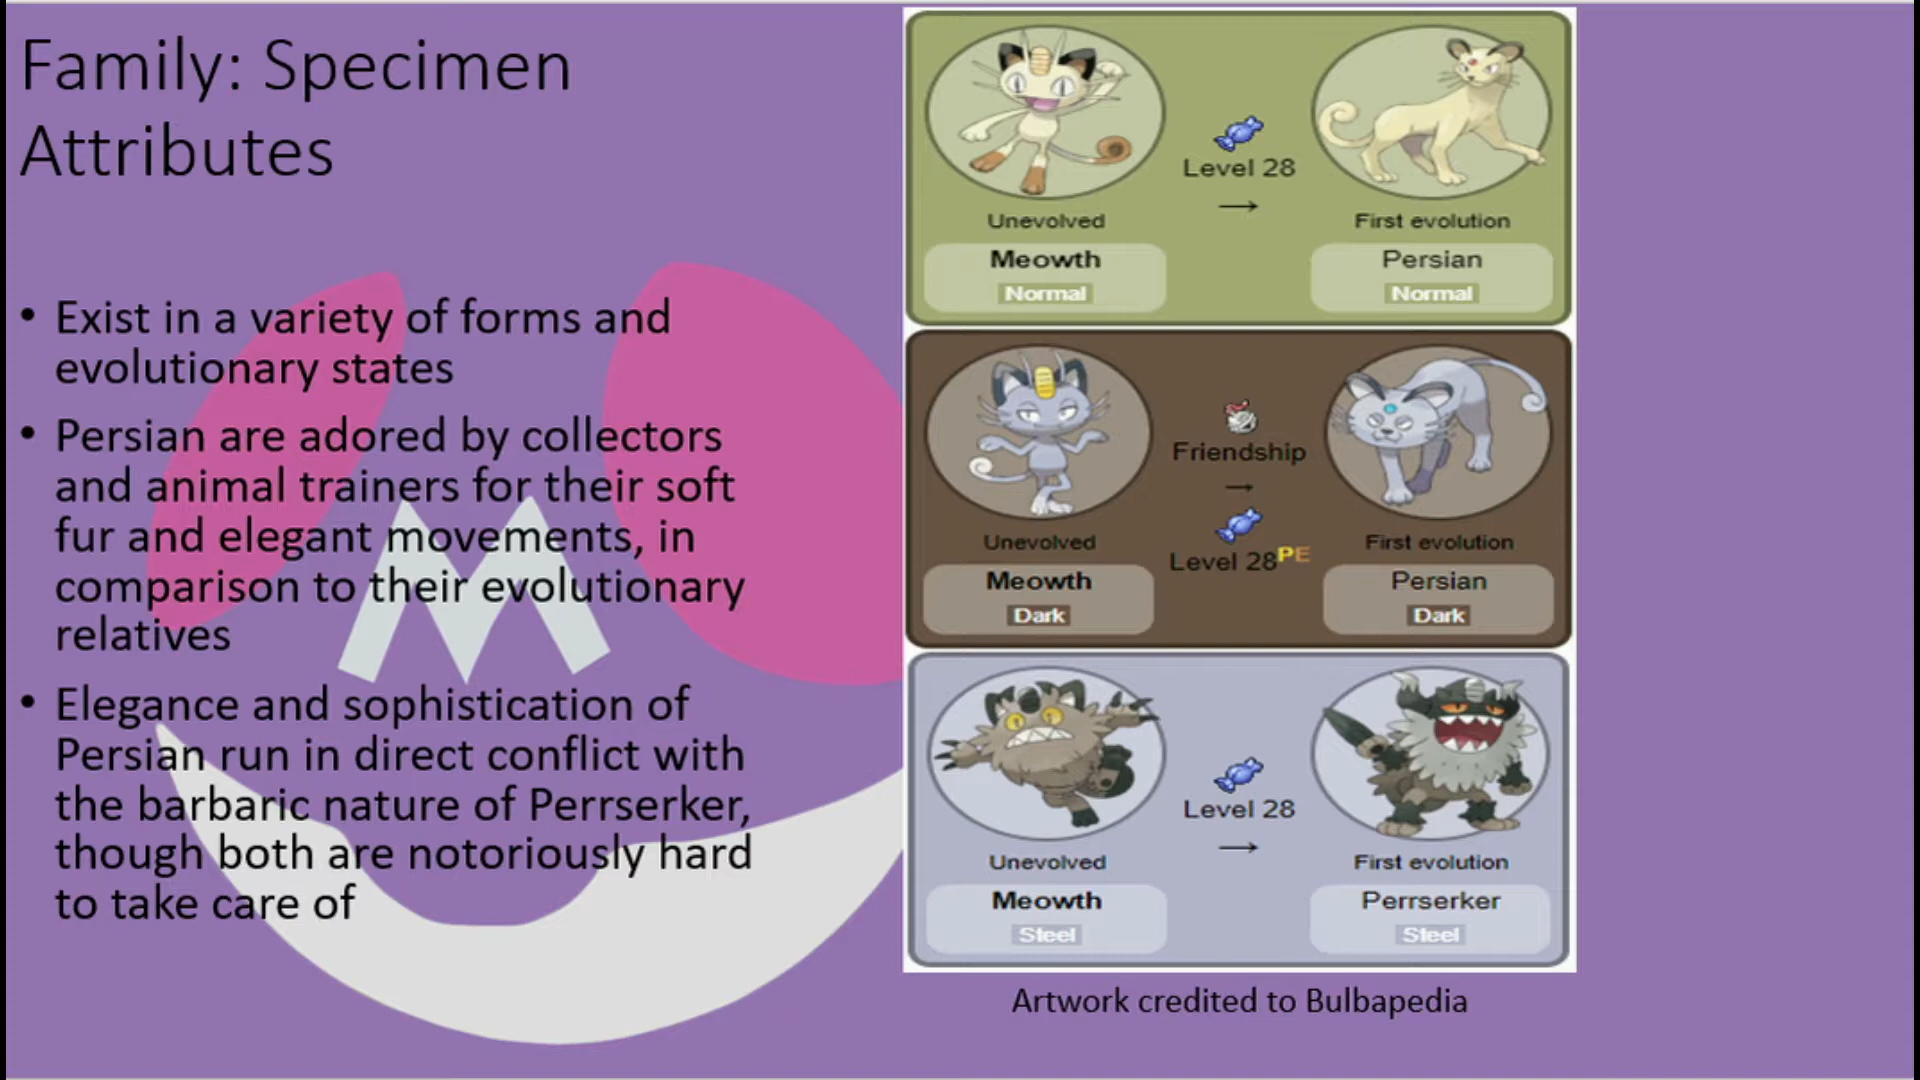 Family: Specimen
Attributes
• Exist in a variety of forms and
evolutionary states
• Persian are adored by collectors
and animal trainers for their soft
fur and elegant movements, in
comparison to their evolutionary
relatives
• Elegance and sophistication of
Persian run in direct conflict with
the barbaric nature of Perrserker,
though both are notoriously hard
to take care of
M
Level 28
→
Unevolved
First evolution
Meowth
Persian
Normal
Normal
Friendship
→
Level 28PE
Unevolved
First evolution
Meowth
Persian
Dark
Dark
Level 28
→
Unevolved
First evolution
Meowth
Perrserker
Steel
Steel
Artwork credited to Bulbapedia